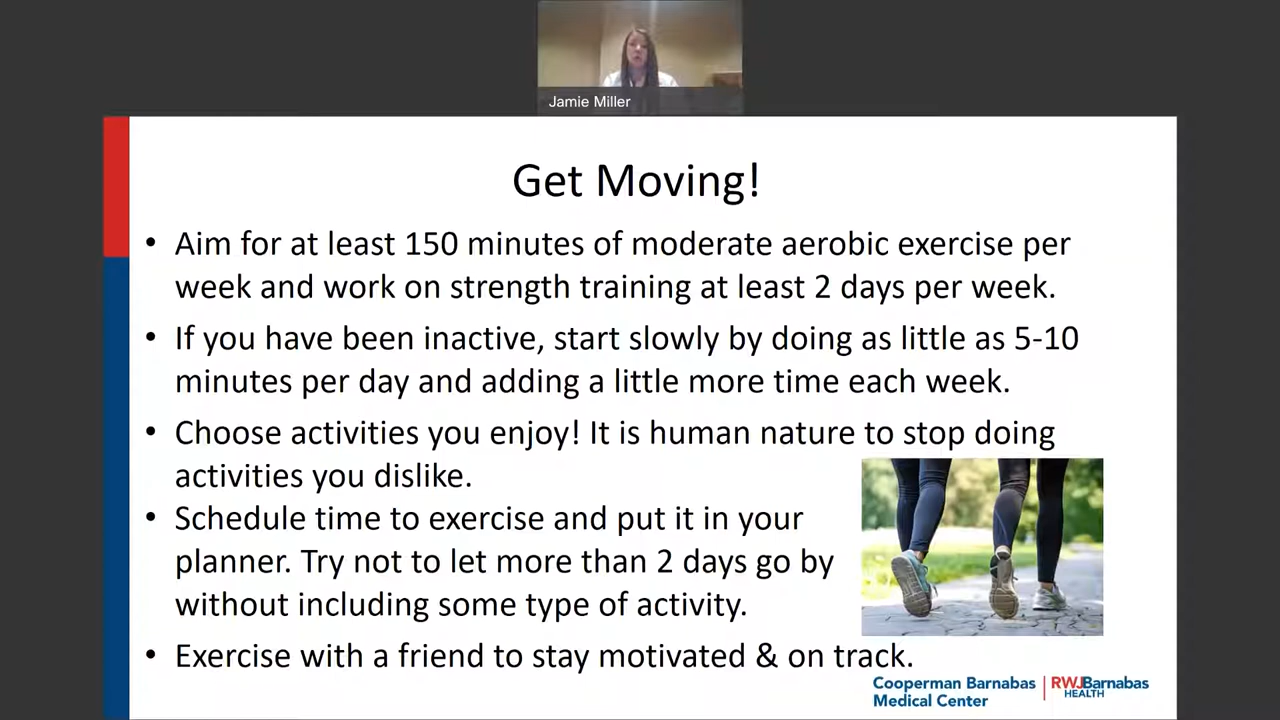 Jamie Miller
Get Moving!
• Aim for at least 150 minutes of moderate aerobic exercise per
week and work on strength training at least 2 days per week.
• If you have been inactive, start slowly by doing as little as 5-10
minutes per day and adding a little more time each week.
• Choose activities you enjoy! It is human nature to stop doing
activities you dislike.
• Schedule time to exercise and put it in your
planner. Try not to let more than 2 days go by
without including some type of activity.
• Exercise with a friend to stay motivated & on track.
Cooperman Barnabas
Medical Center
RWJBarnabas
HEALTH